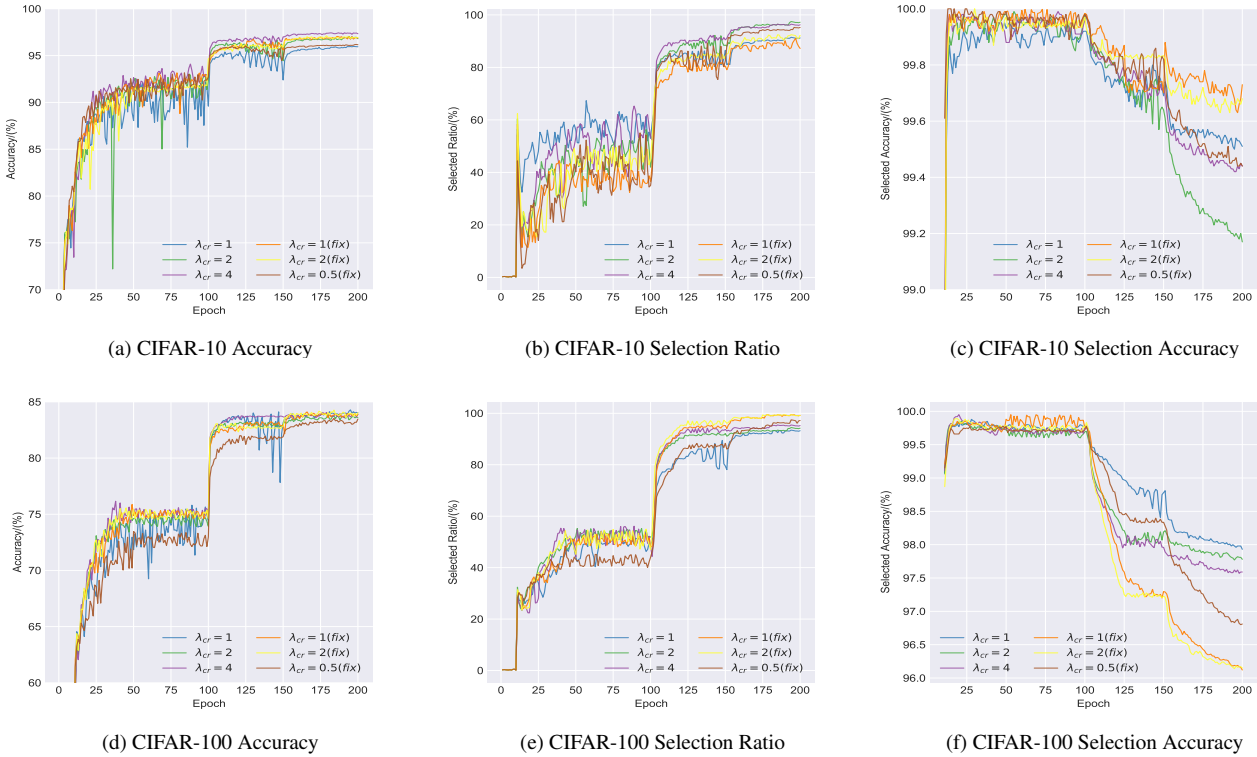 100
95
90
85
80
75
70
Accuracy/(%)
0 25 50 75 100 125 150 175 200
Epoch
λcr = 1 λcr = 1(fix)
λcr = 2 λcr = 2(fix)
λcr = 4 λcr = 0.5(fix)
(a) CIFAR-10 Accuracy
100
80
60
40
20
0
Selected Ratio/(%)
0 25 50 75 100 125 150 175 200
Epoch
λcr = 1 λcr = 1(fix)
λcr = 2 λcr = 2(fix)
λcr = 4 λcr = 0.5(fix)
(b) CIFAR-10 Selection Ratio
100.0
99.8
99.6
99.4
99.2
99.0
Selected Accuracy/(%)
25 50 75 100 125 150 175 200
Epoch
λcr = 1 λcr = 1(fix)
λcr = 2 λcr = 2(fix)
λcr = 4 λcr = 0.5(fix)
(c) CIFAR-10 Selection Accuracy
85
80
75
70
65
60
Accuracy/(%)
0 25 50 75 100 125 150 175 200
Epoch
λcr = 1 λcr = 1(fix)
λcr = 2 λcr = 2(fix)
λcr = 4 λcr = 0.5(fix)
(d) CIFAR-100 Accuracy
100
80
60
40
20
0
Selected Ratio/(%)
0 25 50 75 100 125 150 175 200
Epoch
λcr = 1 λcr = 1(fix)
λcr = 2 λcr = 2(fix)
λcr = 4 λcr = 0.5(fix)
(e) CIFAR-100 Selection Ratio
100.0
99.5
99.0
98.5
98.0
97.5
97.0
96.5
96.0
Selected Accuracy/(%)
25 50 75 100 125 150 175 200
Epoch
λcr = 1 λcr = 1(fix)
λcr = 2 λcr = 2(fix)
λcr = 4 λcr = 0.5(fix)
(f) CIFAR-100 Selection Accuracy